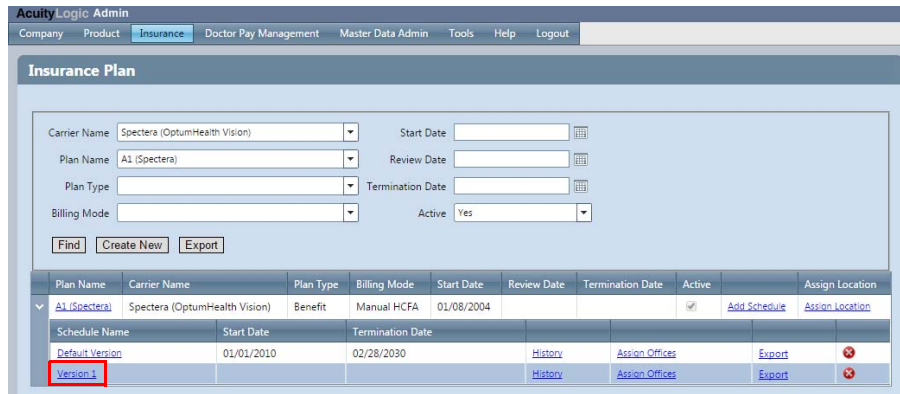 AcuityLogic Admin
Company Product Insurance Doctor Pay Management Master Data Admin Tools Help Logout
Insurance Plan
Carrier Name Spectera (OptumHealth Vision) Start Date
Plan Name A1 (Spectera) Review Date
Plan Type Termination Date
Billing Mode Active Yes
Find Create New Export
Plan Name Carrier Name Plan Type Billing Mode Start Date Review Date Termination Date Active Assign Location
A1 (Spectera) Spectera (OptumHealth Vision) Benefit Manual HCFA 01/08/2004 Add Schedule Assign Location
Schedule Name Start Date Termination Date
Default Version 01/01/2010 02/28/2030 History Assign Offices Export
Version 1 History Assign Offices Export